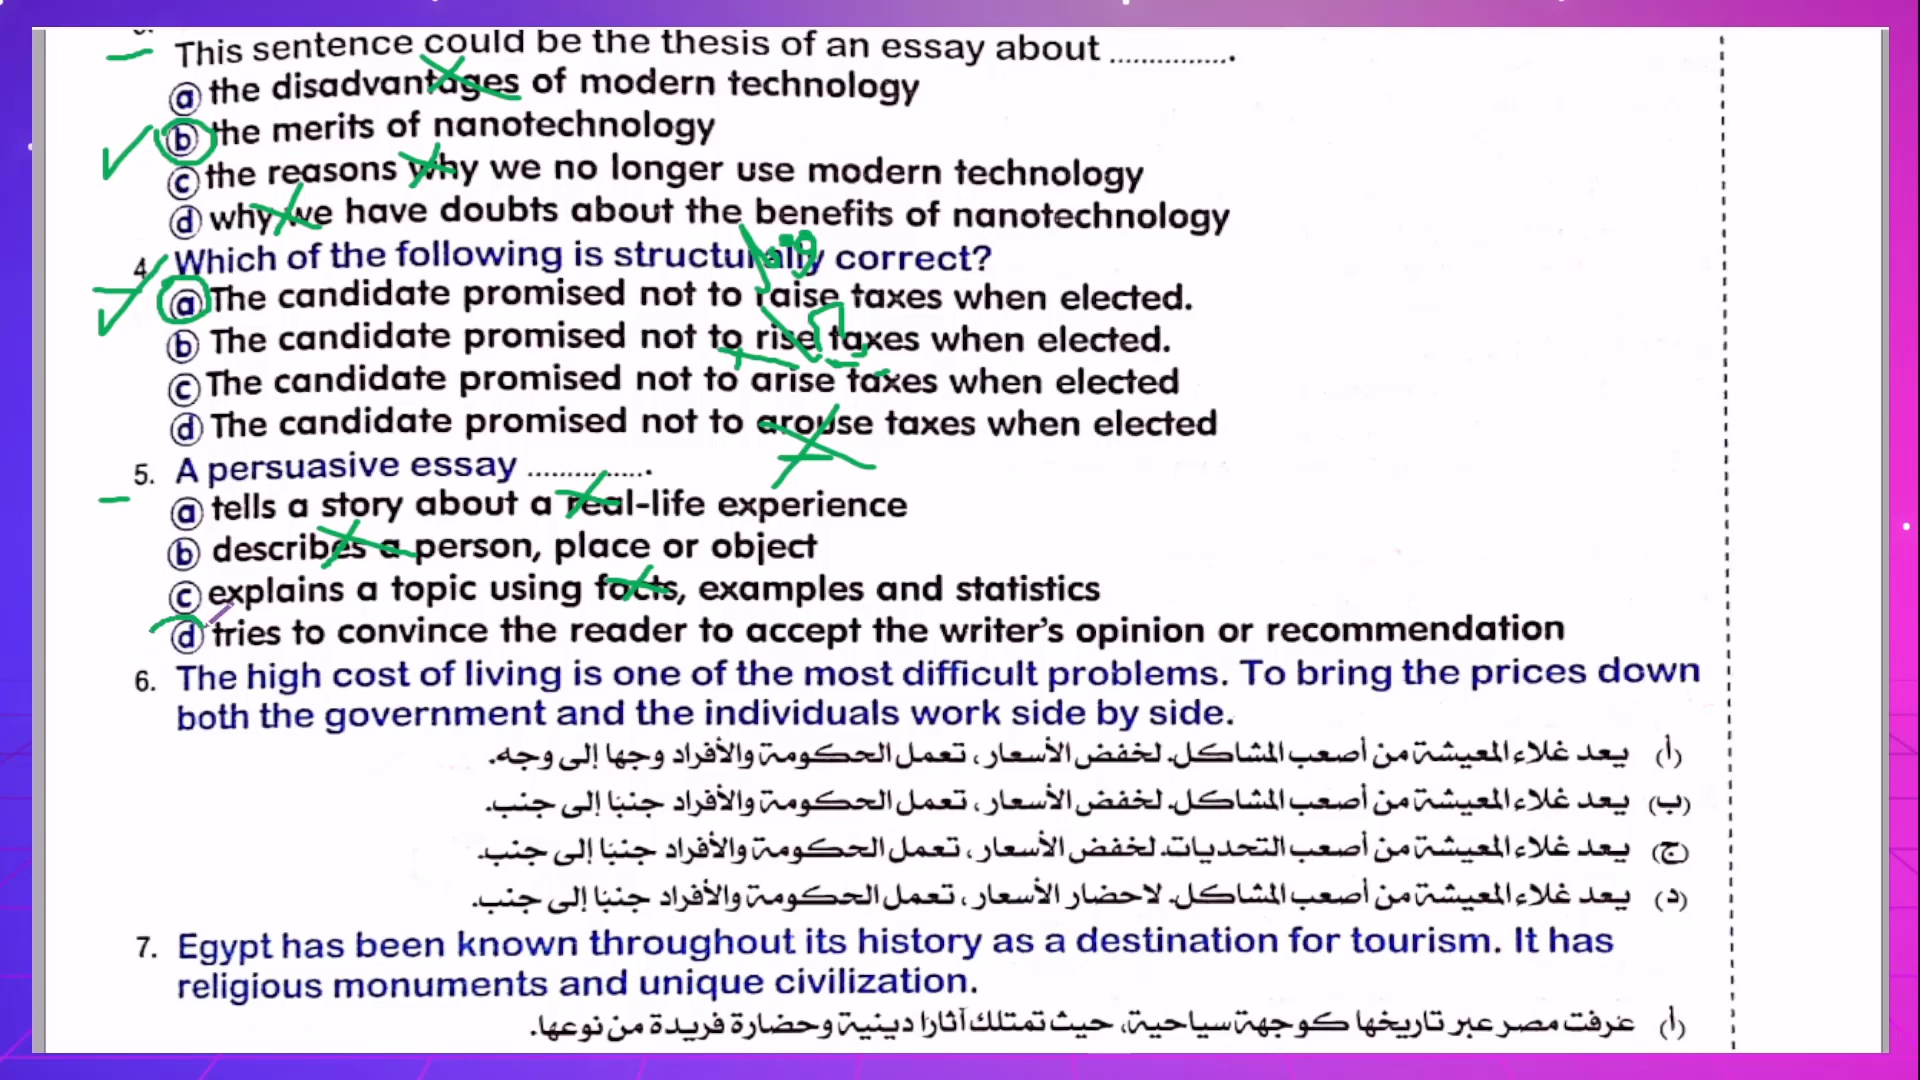 This sentence could be the thesis of an essay about ................
ⓐ the disadvantages of modern technology
ⓑ the merits of nanotechnology
ⓒ the reasons why we no longer use modern technology
ⓓ why we have doubts about the benefits of nanotechnology
4. Which of the following is structurally correct?
ⓐ The candidate promised not to raise taxes when elected.
ⓑ The candidate promised not to rise taxes when elected.
ⓒ The candidate promised not to arise taxes when elected
ⓓ The candidate promised not to arouse taxes when elected
5. A persuasive essay ................
ⓐ tells a story about a real-life experience
ⓑ describes a person, place or object
ⓒ explains a topic using facts, examples and statistics
ⓓ tries to convince the reader to accept the writer's opinion or recommendation
6. The high cost of living is one of the most difficult problems. To bring the prices down
both the government and the individuals work side by side.
(أ) يعد غلاء المعيشة من أصعب المشاكل. لخفض الأسعار، تعمل الحكومة والأفراد وجها إلى وجه.
(ب) يعد غلاء المعيشة من أصعب المشاكل. لخفض الأسعار، تعمل الحكومة والأفراد جنبًا إلى جنب.
(ج) يعد غلاء المعيشة من أصعب التحديات. لخفض الأسعار، تعمل الحكومة والأفراد جنبًا إلى جنب.
(د) يعد غلاء المعيشة من أصعب المشاكل. لاحضار الأسعار، تعمل الحكومة والأفراد جنبًا إلى جنب.
7. Egypt has been known throughout its history as a destination for tourism. It has
religious monuments and unique civilization.
(أ) عرفت مصر عبر تاريخها كوجهة سياحية، حيث تمتلك آثارًا دينية وحضارة فريدة من نوعها.